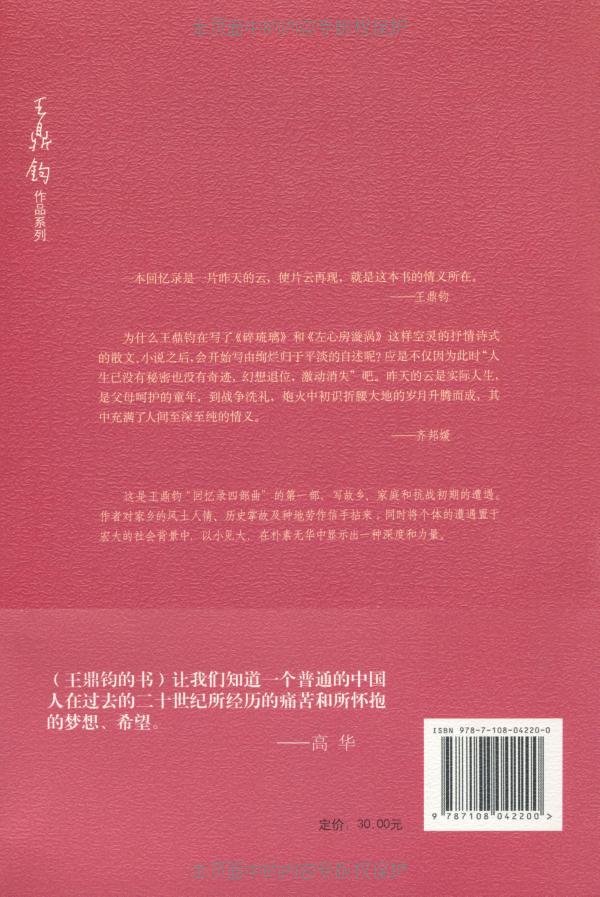 本页面中的内容受版权保护
王鼎钧
作品系列
一本回忆录是一片昨天的云，使片云再现，就是这本书的情义所在。
——王鼎钧
为什么王鼎钧在写了《碎琉璃》和《左心房漩涡》这样空灵的抒情诗式
的散文、小说之后，会开始写由绚烂归于平淡的自述呢？应是不仅因为此时“人
生已没有秘密也没有奇迹，幻想退位，激动消失”吧。昨天的云是实际人生，
是父母呵护的童年，到战争洗礼，炮火中初识折腰大地的岁月升腾而成，其
中充满了人间至深至纯的情义。
——齐邦媛
这是王鼎钧“回忆录四部曲”的第一部，写故乡、家庭和抗战初期的遭遇。
作者对家乡的风土人情、历史掌故及种地劳作信手拈来，同时将个体的遭遇置于
宏大的社会背景中，以小见大，在朴素无华中显示出一种深度和力量。
（王鼎钧的书）让我们知道一个普通的中国
人在过去的二十世纪所经历的痛苦和所怀抱
的梦想、希望。
——高 华
ISBN 978-7-108-04220-0
9 787108 042200 >
定价：30.00元
本页面中的内容受版权保护